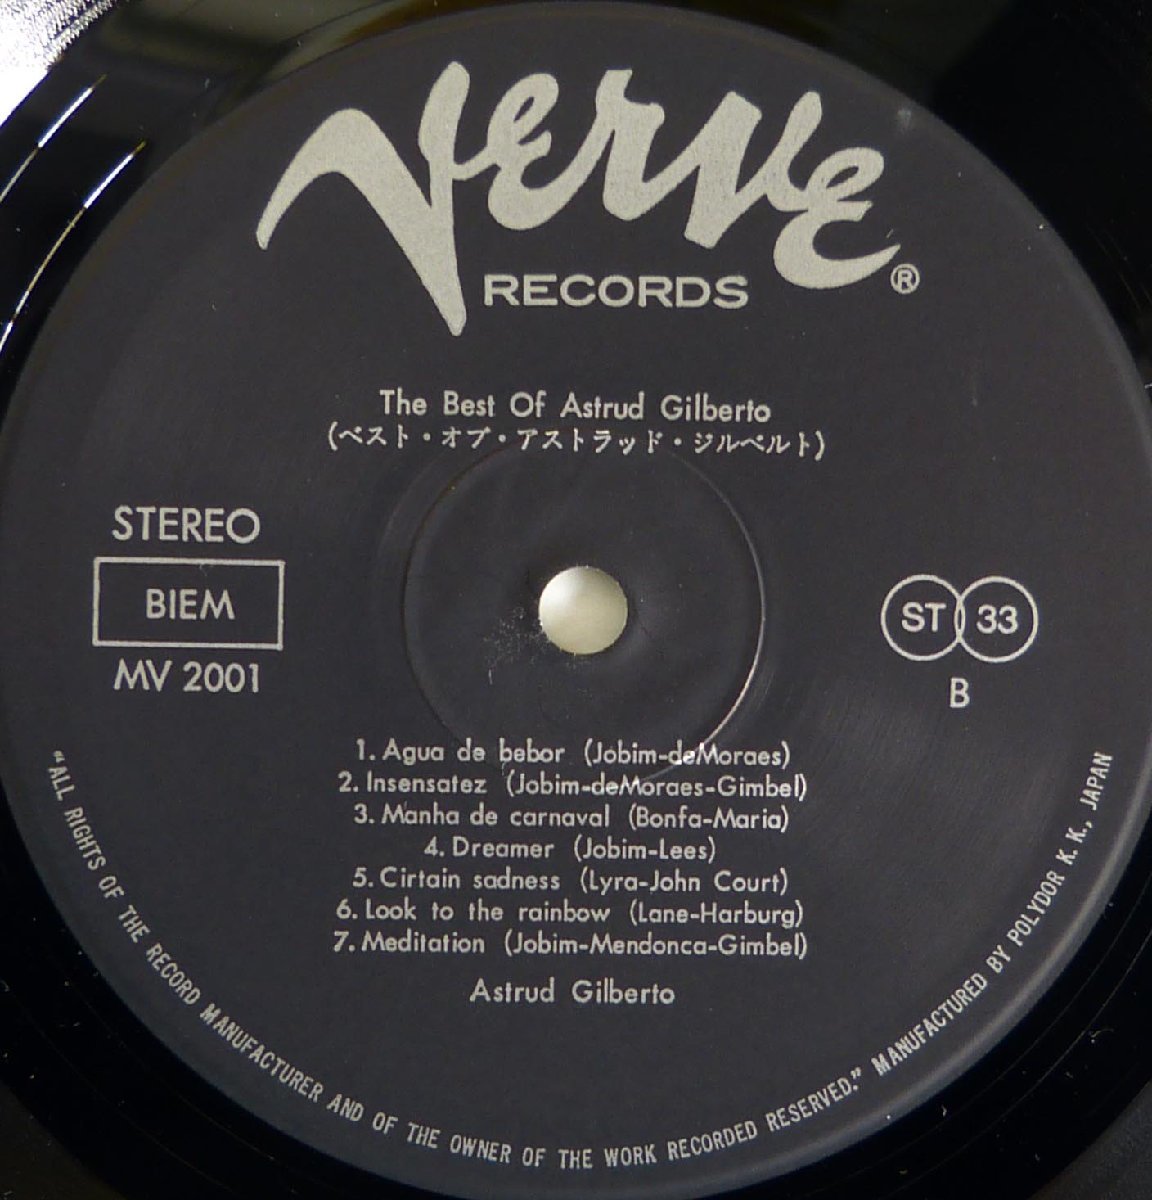 Verve
RECORDS ®
The Best Of Astrud Gilberto
(ベスト・オブ・アストラッド・ジルベルト)
STEREO
BIEM
MV 2001
ST 33
B
1. Agua de bebor (Jobim-deMoraes)
2. Insensatez (Jobim-deMoraes-Gimbel)
3. Manha de carnaval (Bonfa-Maria)
4. Dreamer (Jobim-Lees)
5. Cirtain sadness (Lyra-John Court)
6. Look to the rainbow (Lane-Harburg)
7. Meditation (Jobim-Mendonca-Gimbel)
Astrud Gilberto
"ALL RIGHTS OF THE RECORD MANUFACTURER AND OF THE OWNER OF THE WORK RECORDED RESERVED." MANUFACTURED BY POLYDOR K. K., JAPAN